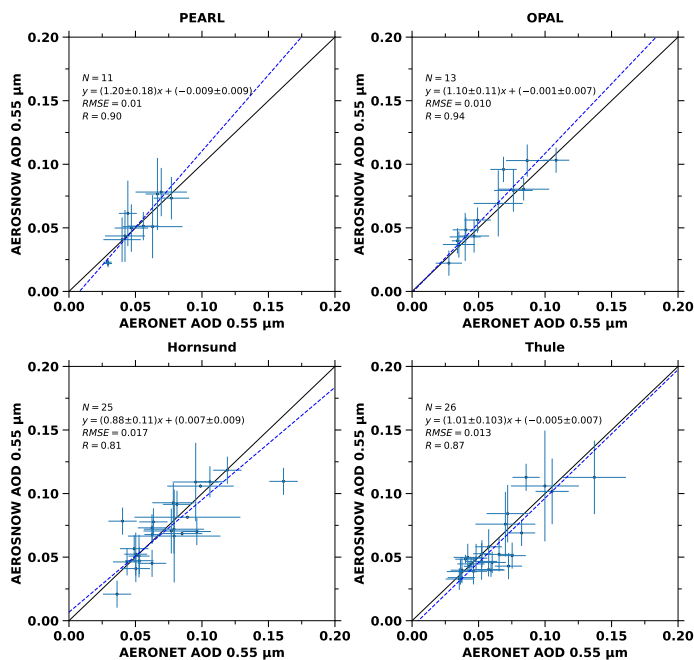 PEARL
AEROSNOW AOD 0.55 μm
0.20
0.15
0.10
0.05
0.00
N = 11
y = (1.20±0.18)x + (−0.009±0.009)
RMSE = 0.01
R = 0.90
0.00 0.05 0.10 0.15 0.20
AERONET AOD 0.55 μm
OPAL
AEROSNOW AOD 0.55 μm
0.20
0.15
0.10
0.05
0.00
N = 13
y = (1.10±0.11)x + (−0.001±0.007)
RMSE = 0.010
R = 0.94
0.00 0.05 0.10 0.15 0.20
AERONET AOD 0.55 μm
Hornsund
AEROSNOW AOD 0.55 μm
0.20
0.15
0.10
0.05
0.00
N = 25
y = (0.88±0.11)x + (0.007±0.009)
RMSE = 0.017
R = 0.81
0.00 0.05 0.10 0.15 0.20
AERONET AOD 0.55 μm
Thule
AEROSNOW AOD 0.55 μm
0.20
0.15
0.10
0.05
0.00
N = 26
y = (1.01±0.103)x + (−0.005±0.007)
RMSE = 0.013
R = 0.87
0.00 0.05 0.10 0.15 0.20
AERONET AOD 0.55 μm